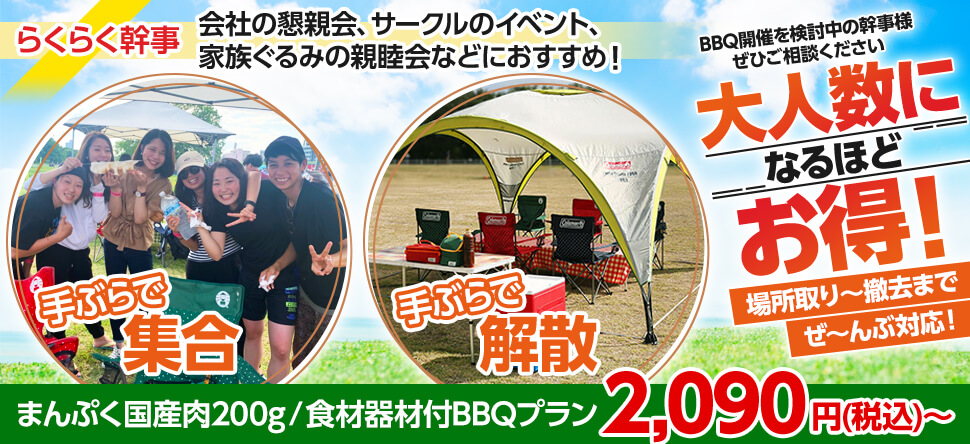 らくらく幹事
会社の懇親会、サークルのイベント、
家族ぐるみの親睦会などにおすすめ！
BBQ開催を検討中の幹事様
ぜひご相談ください
大人数に
なるほど
お得！
場所取り～撤去まで
ぜ～んぶ対応！
手ぶらで
集合
手ぶらで
解散
Coleman
Coleman
Coleman
まんぷく国産肉200g/食材器材付BBQプラン2,090円(税込)～